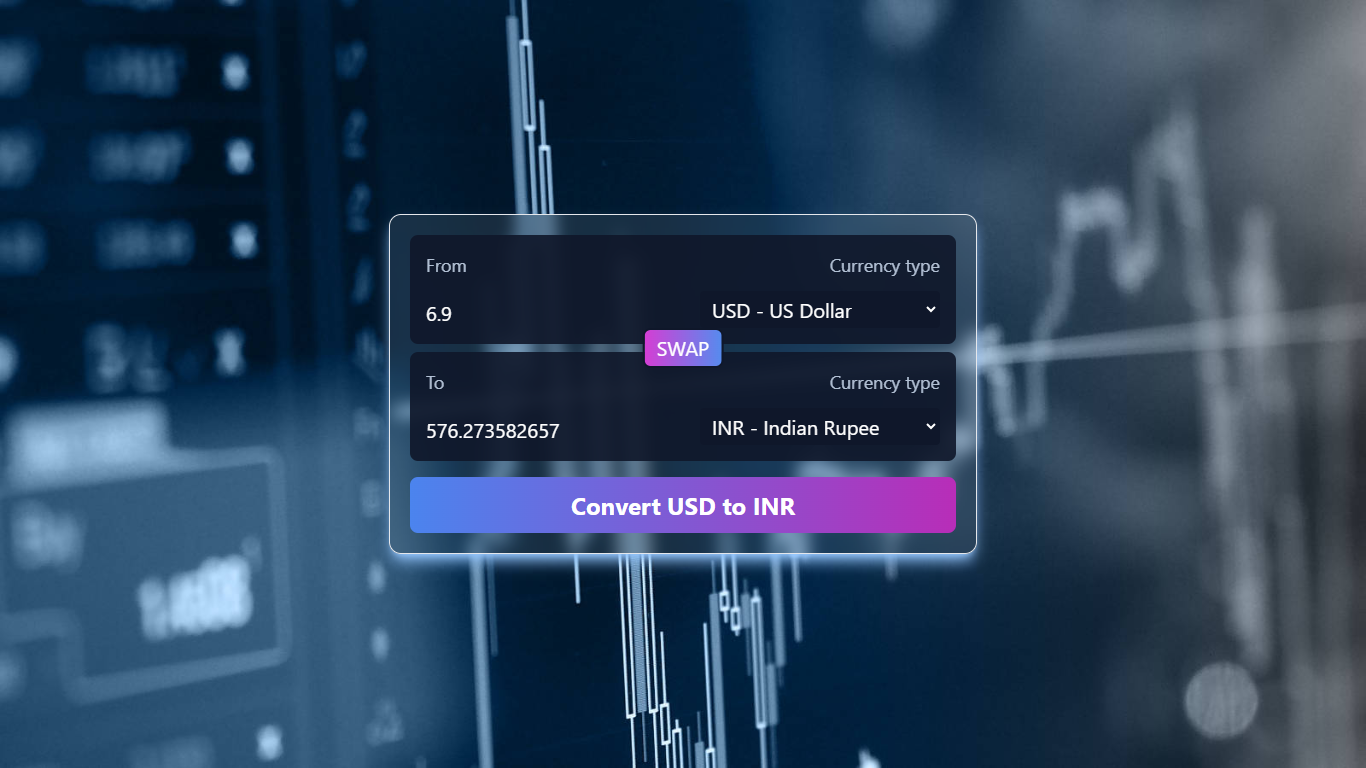 From
Currency type
6.9
USD - US Dollar
SWAP
To
Currency type
576.273582657
INR - Indian Rupee
Convert USD to INR